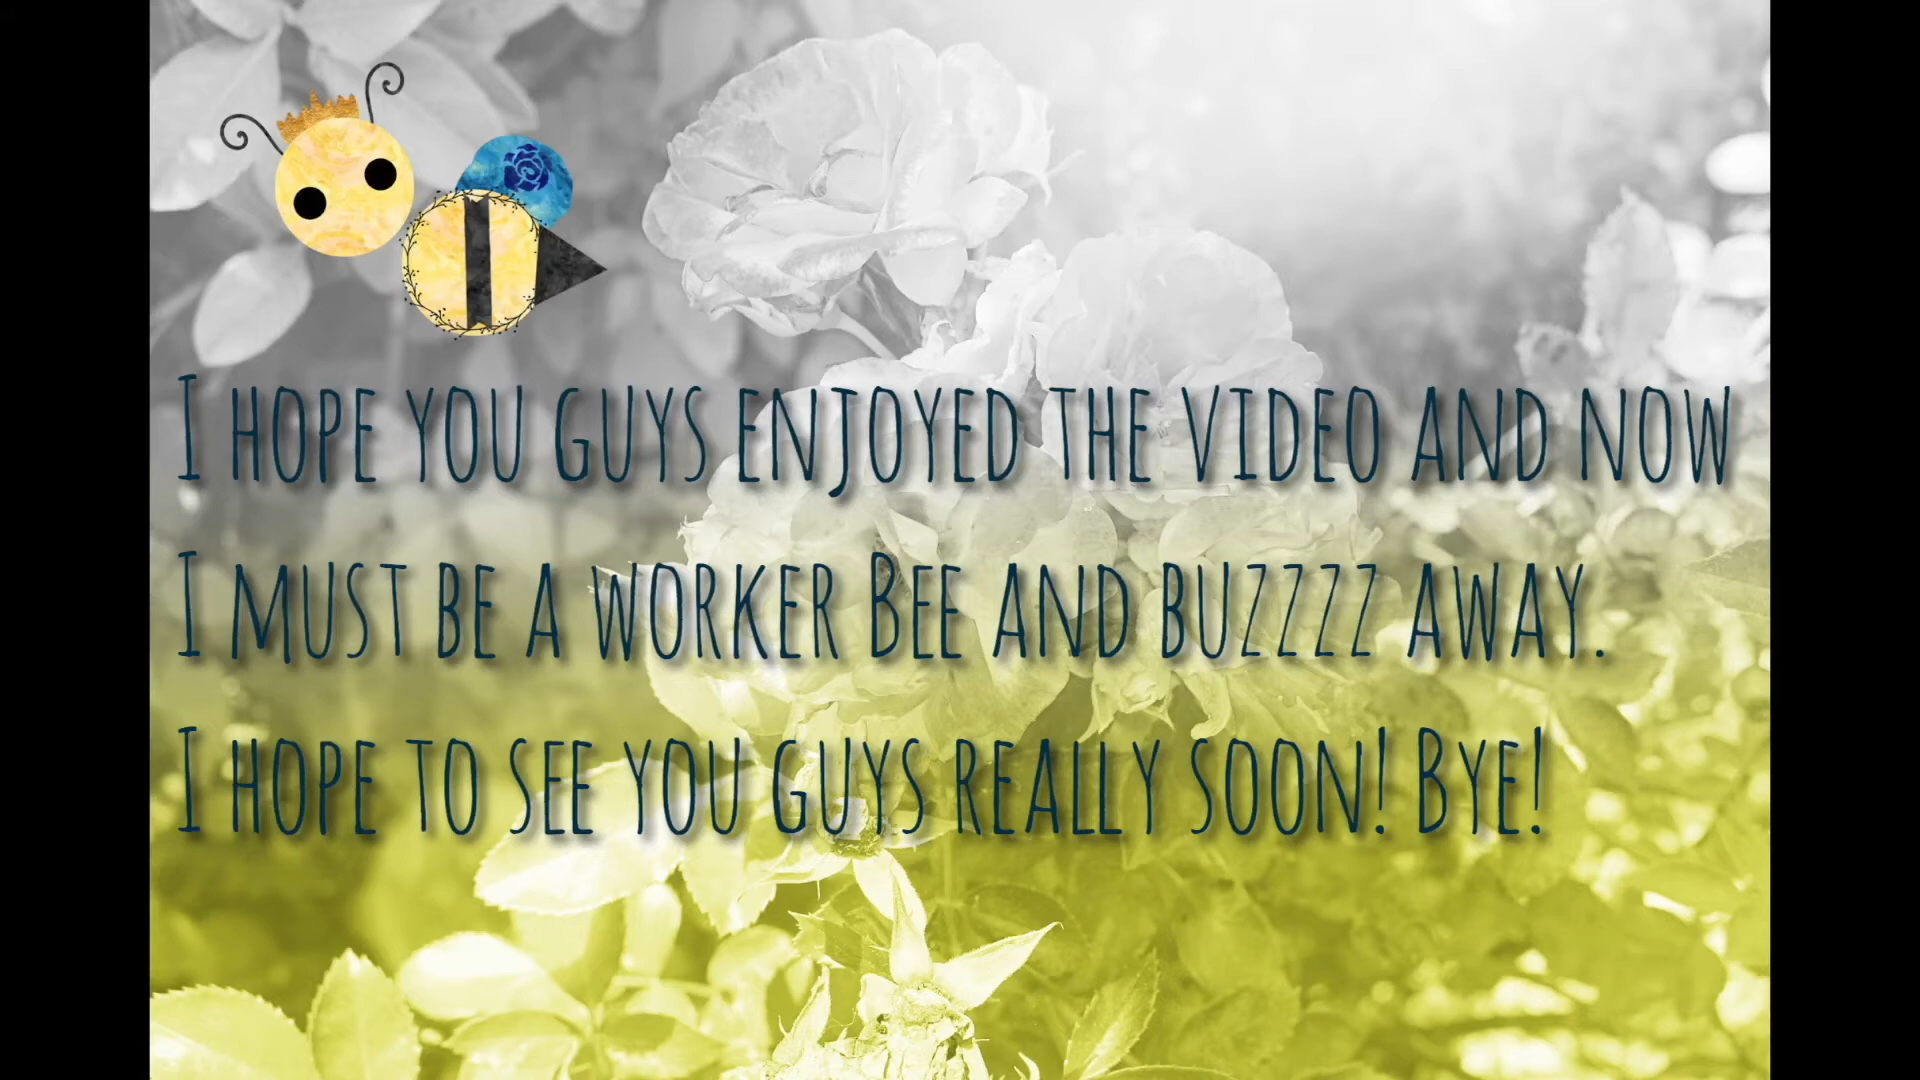 I hope you guys enjoyed the video and now
I must be a worker Bee and buzzzz away.
I hope to see you guys really soon! Bye!